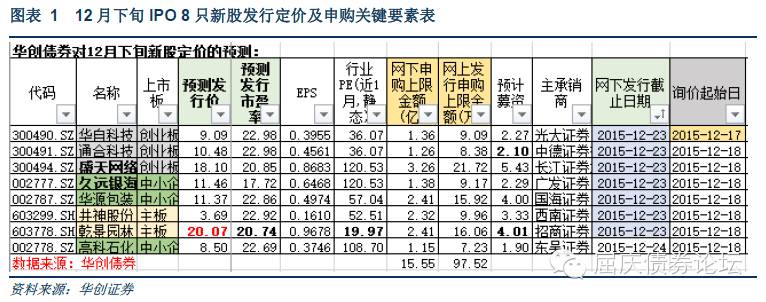 图表 1 12 月下旬 IPO 8 只新股发行定价及申购关键要素表
华创债券对12月下旬新股定价的预测:
代码 名称 上市板 预测发行价 预测发行市盈率 EPS 行业PE(近1月,静态) 网下申购上限金额(亿 网上发行申购上限金额(万 预计募资 主承销商 网下发行截止日期 询价起始日
300490.SZ 华自科技 创业板 9.09 22.98 0.3955 36.07 1.36 9.09 2.27 光大证券 2015-12-23 2015-12-17
300491.SZ 通合科技 创业板 10.48 22.98 0.4561 36.07 1.26 8.38 2.10 中德证券 2015-12-23 2015-12-18
300494.SZ 盛天网络 创业板 18.10 20.85 0.8683 120.53 3.26 21.72 5.43 长江证券 2015-12-23 2015-12-18
002777.SZ 久远银海 中小企 11.46 17.72 0.6468 120.53 1.38 9.17 2.29 广发证券 2015-12-23 2015-12-18
002787.SZ 华源包装 中小企 11.37 22.86 0.4974 57.04 2.41 15.92 4.00 国海证券 2015-12-23 2015-12-18
603299.SH 井神股份 主板 3.69 22.92 0.1610 52.51 2.32 9.96 3.33 西南证券 2015-12-23 2015-12-18
603778.SH 乾景园林 主板 20.07 20.74 0.9678 19.97 2.41 16.06 4.01 招商证券 2015-12-23 2015-12-18
002778.SZ 高科石化 中小企 8.50 22.69 0.3746 108.70 1.15 7.23 1.90 东吴证券 2015-12-24 2015-12-18
数据来源:华创债券 15.55 97.52
屈庆债券论坛
资料来源:华创证券